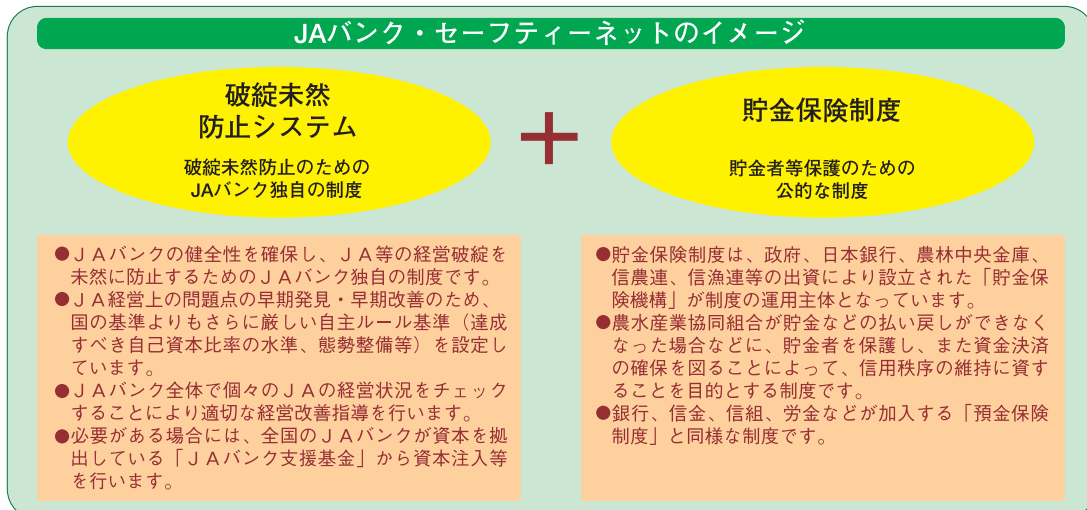 JAバンク・セーフティーネットのイメージ
破綻未然
防止システム
破綻未然防止のための
JAバンク独自の制度
＋
貯金保険制度
貯金者等保護のための
公的な制度
●ＪＡバンクの健全性を確保し、ＪＡ等の経営破綻を
未然に防止するためのＪＡバンク独自の制度です。
●ＪＡ経営上の問題点の早期発見・早期改善のため、
国の基準よりもさらに厳しい自主ルール基準（達成
すべき自己資本比率の水準、態勢整備等）を設定し
ています。
●ＪＡバンク全体で個々のＪＡの経営状況をチェック
することにより適切な経営改善指導を行います。
●必要がある場合には、全国のＪＡバンクが資本を拠
出している「ＪＡバンク支援基金」から資本注入等
を行います。
●貯金保険制度は、政府、日本銀行、農林中央金庫、
信農連、信漁連等の出資により設立された「貯金保
険機構」が制度の運用主体となっています。
●農水産業協同組合が貯金などの払い戻しができなく
なった場合などに、貯金者を保護し、また資金決済
の確保を図ることによって、信用秩序の維持に資す
ることを目的とする制度です。
●銀行、信金、信組、労金などが加入する「預金保険
制度」と同様な制度です。